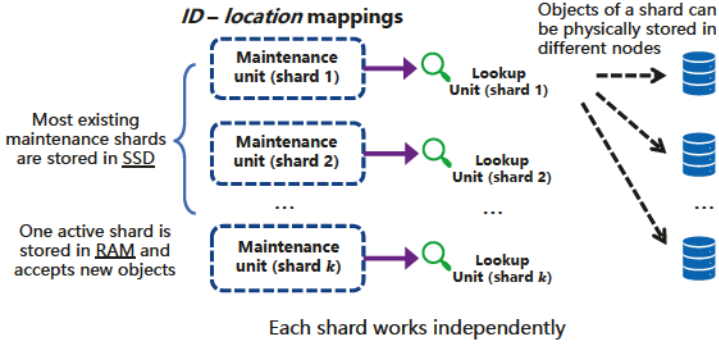 ID – location mappings
Objects of a shard can
be physically stored in
different nodes
Maintenance
unit (shard 1)
Lookup
Unit (shard 1)
Most existing
maintenance shards
are stored in SSD
Maintenance
unit (shard 2)
Lookup
Unit (shard 2)
...
...
...
One active shard is
stored in RAM and
accepts new objects
Maintenance
unit (shard k)
Lookup
Unit (shard k)
Each shard works independently